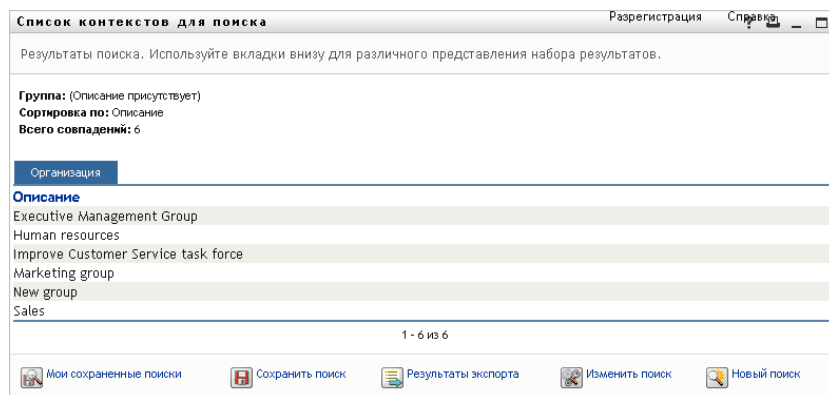 Список контекстов для поиска Разрегистрация Справка
Результаты поиска. Используйте вкладки внизу для различного представления набора результатов.
Группа: (Описание присутствует)
Сортировка по: Описание
Всего совпадений: 6
Организация
Описание
Executive Management Group
Human resources
Improve Customer Service task force
Marketing group
New group
Sales
1 - 6 из 6
Мои сохраненные поиски Сохранить поиск Результаты экспорта Изменить поиск Новый поиск